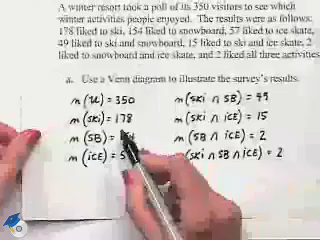 A winter resort took a poll of its 350 visitors to see which
winter activities people enjoyed. The results were as follows:
178 liked to ski, 154 liked to snowboard, 57 liked to ice skate,
49 liked to ski and snowboard, 15 liked to ski and ice skate, 2
liked to snowboard and ice skate, and 2 liked all three activities.
a. Use a Venn diagram to illustrate the survey's results.
n(U) = 350
n(ski) = 178
n(SB) =
n(ICE) = 5
n(ski ∩ SB) = 49
n(ski ∩ ICE) = 15
n(SB ∩ ICE) = 2
(ski ∩ SB ∩ ICE) = 2